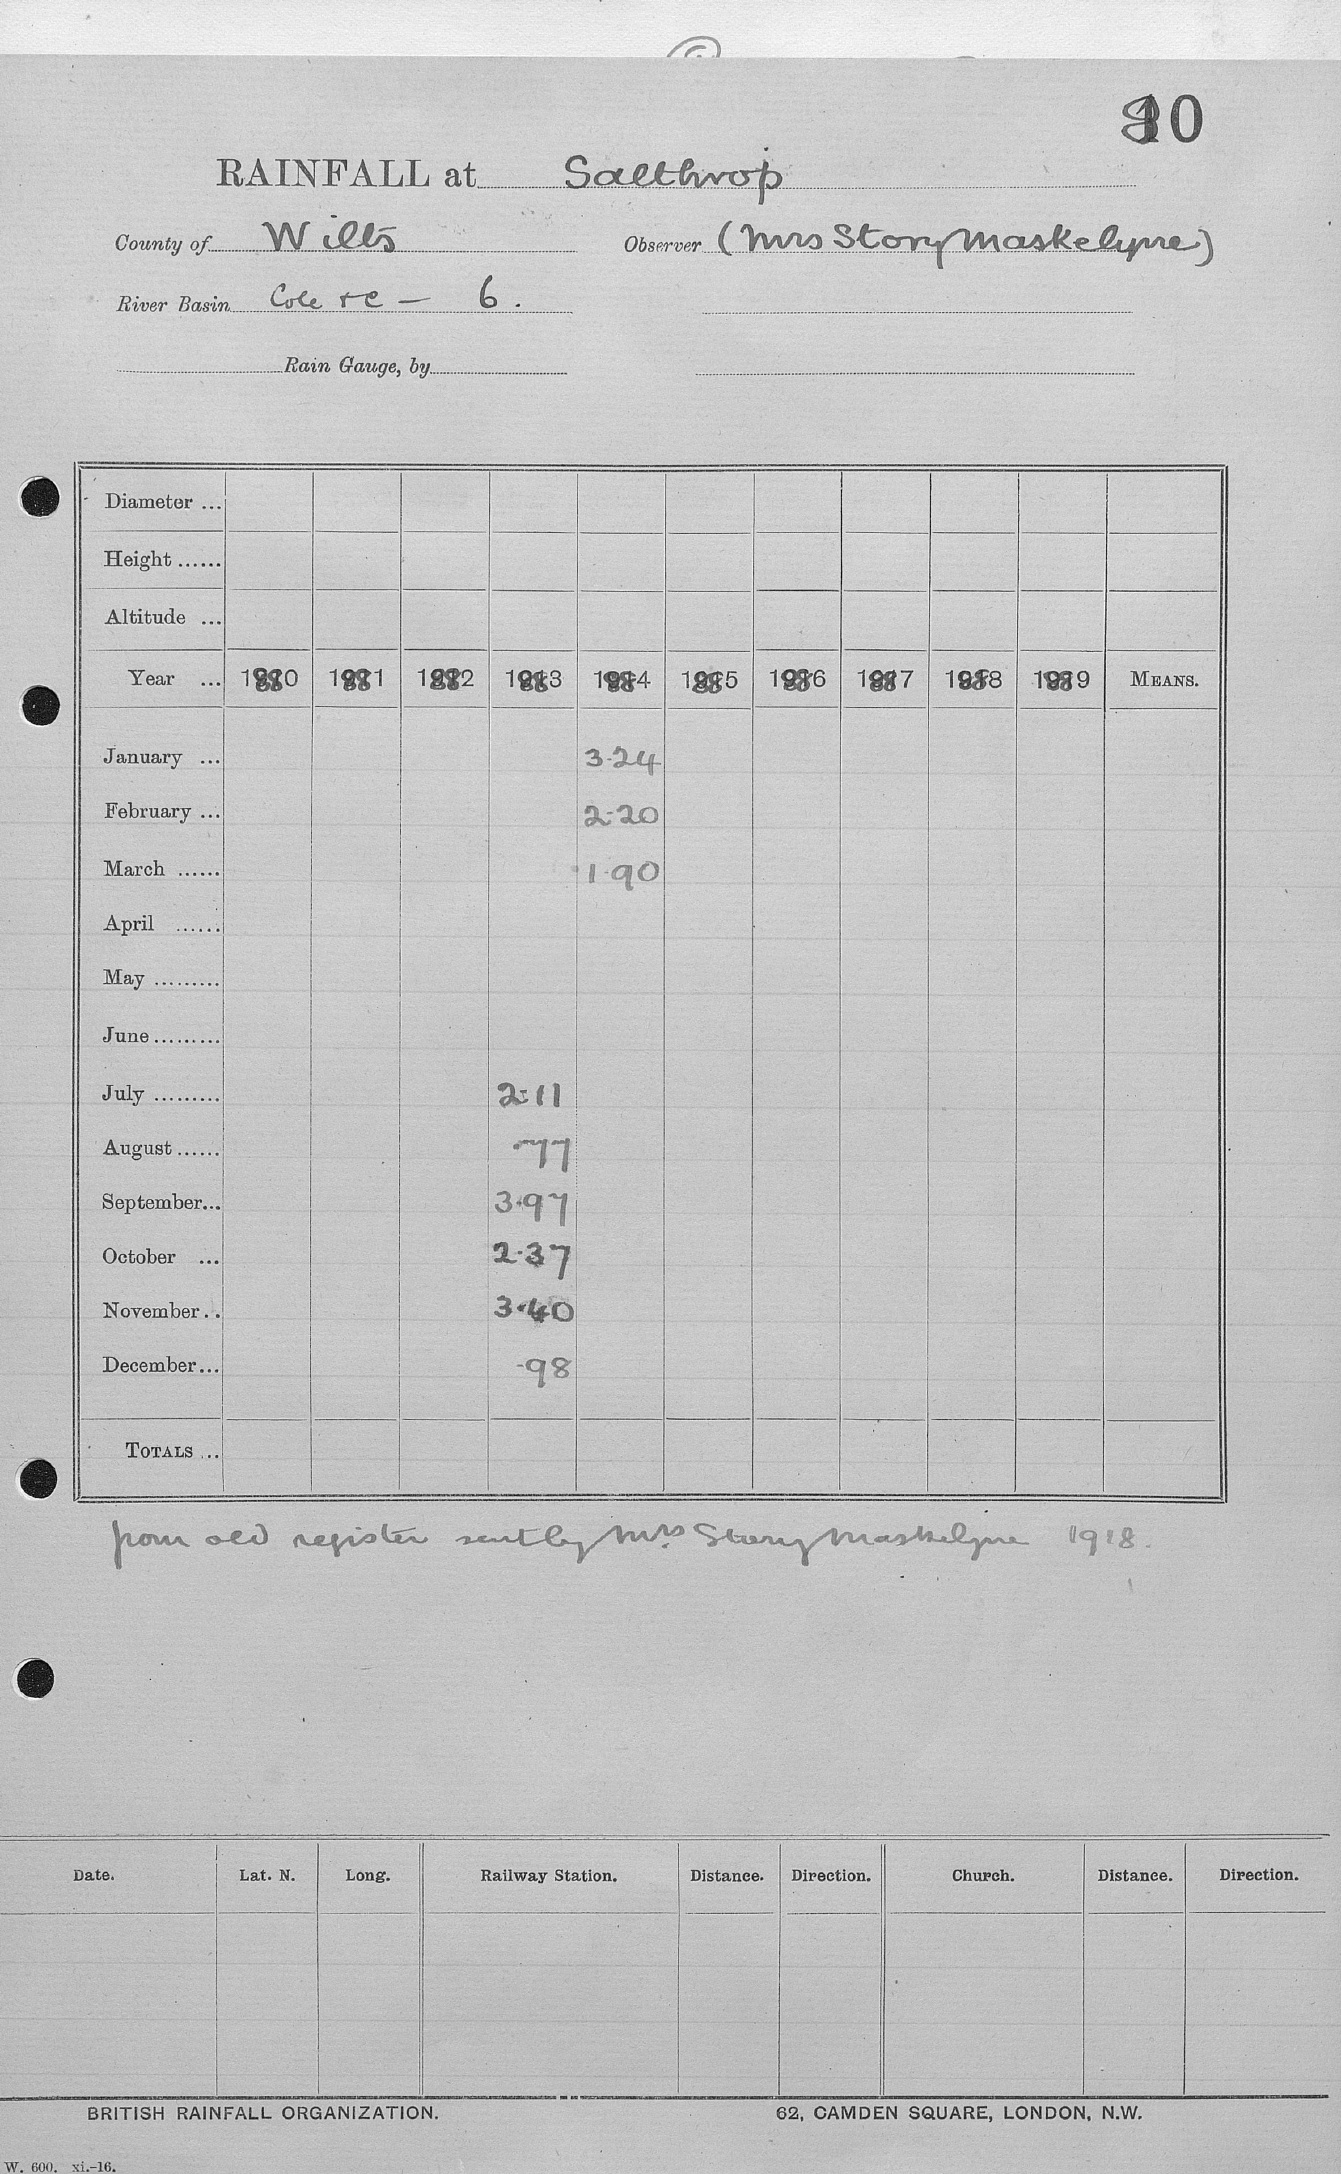 80
RAINFALL at Salthrop
County of Wilts Observer (Mrs Story Maskelyne)
River Basin Cole &c — 6.
Rain Gauge, by
Diameter ...
Height ......
Altitude ...
Year ... 1880 1881 1882 1883 1884 1885 1886 1887 1888 1889 MEANS.
January ... 3.24
February ... 2.20
March ...... 1.90
April ......
May .........
June .........
July ......... 2.11
August ...... .77
September... 3.97
October ... 2.37
November.. 3.40
December... .98
TOTALS ...
from old register sent by Mrs. Story Maskelyne 1918.
Date. Lat. N. Long. Railway Station. Distance. Direction. Church. Distance. Direction.
BRITISH RAINFALL ORGANIZATION. 62, CAMDEN SQUARE, LONDON, N.W.
W. 600. xi.-16.